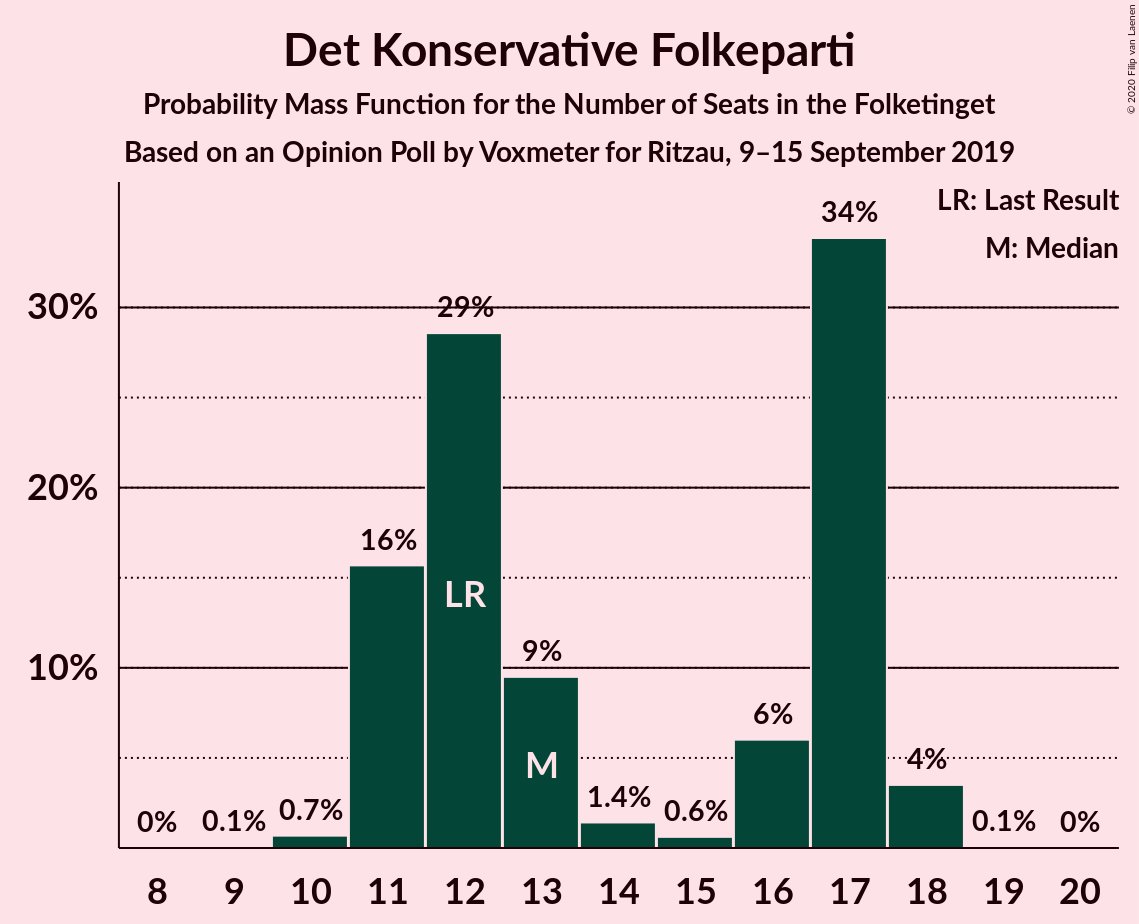 Det Konservative Folkeparti
Probability Mass Function for the Number of Seats in the Folketinget
Based on an Opinion Poll by Voxmeter for Ritzau, 9–15 September 2019
© 2020 Filip van Laenen
LR: Last Result
M: Median
34%
30%
29%
20%
16%
LR
10%
9%
M
6%
4%
1.4%
0.7%
0.6%
0%
0.1%
0.1%
0%
8 9 10 11 12 13 14 15 16 17 18 19 20